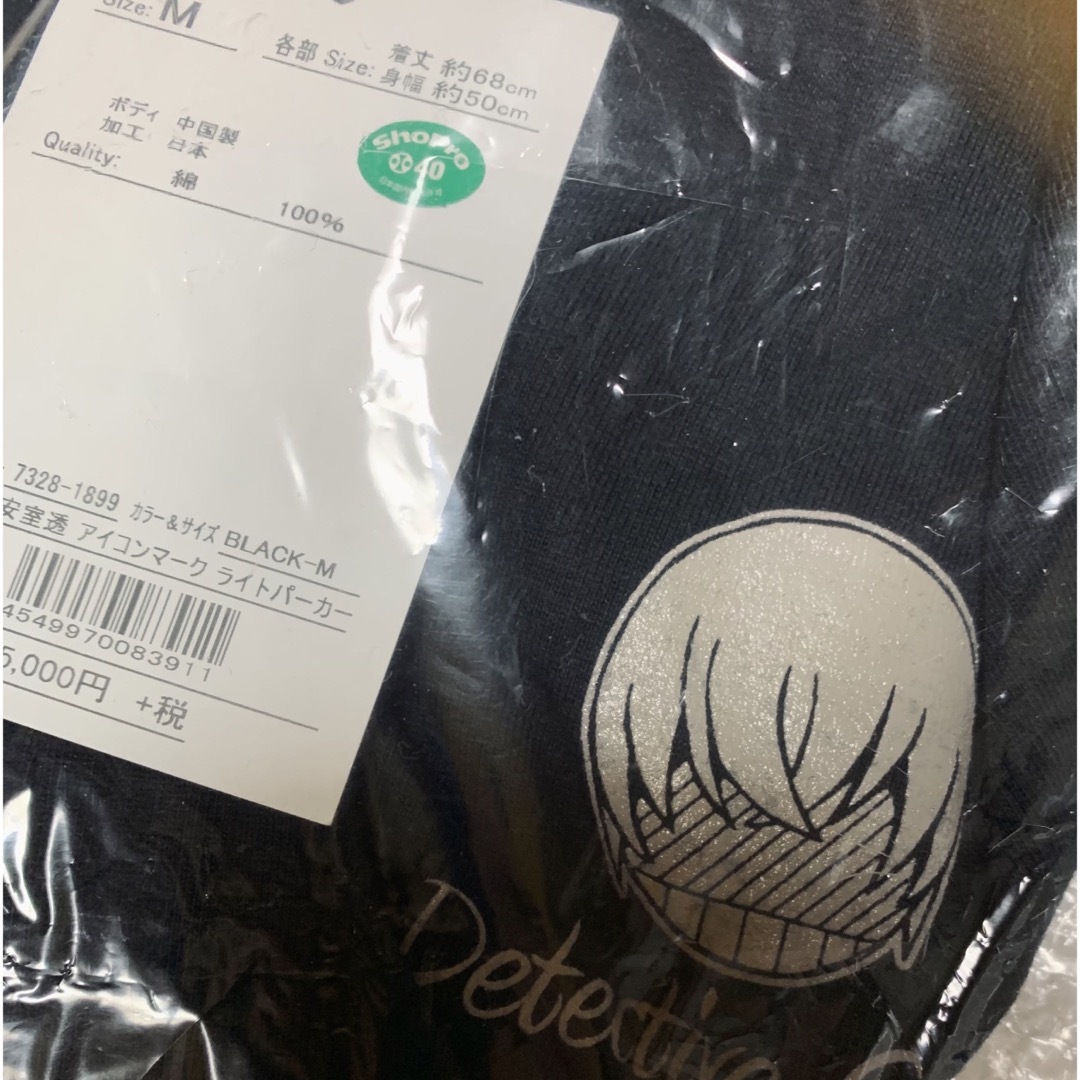 Size: M
着丈 約68cm
各部 Size: 身幅 約50cm
ボディ 中国製
加工 日本
Quality:
綿
100%
ShoPro
40
7328-1899 カラー&サイズ BLACK-M
安室透 アイコンマーク ライトパーカー
4549970083911
5,000円 +税
Detective